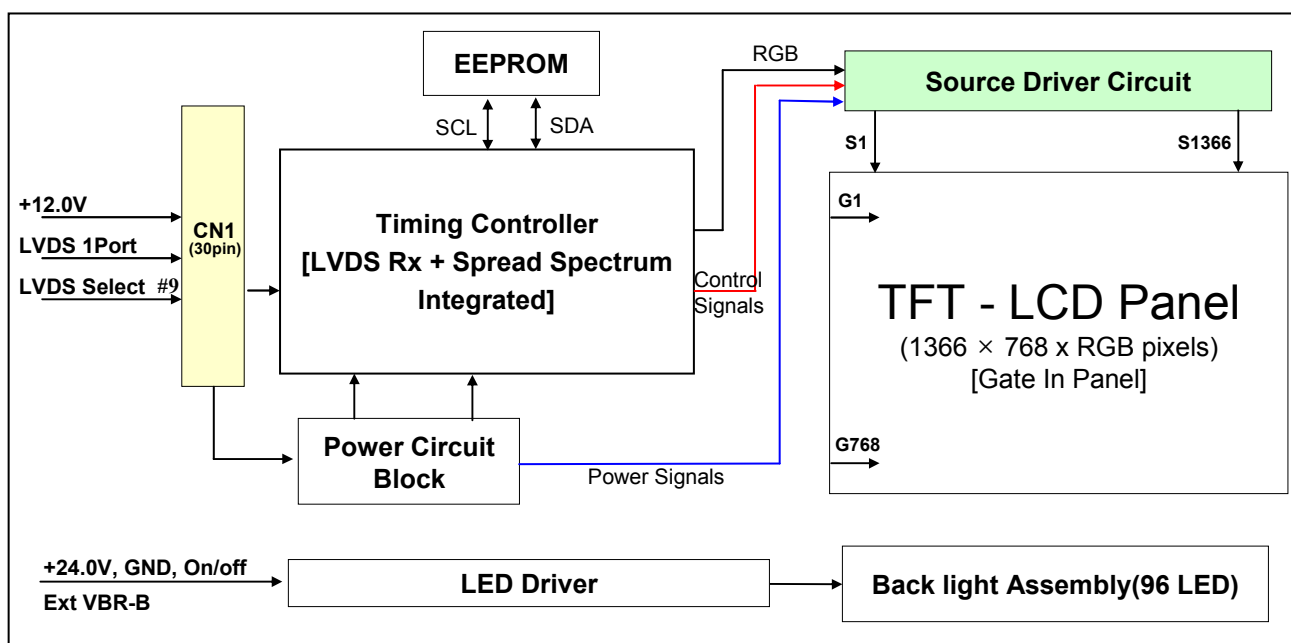 EEPROM
SCL
SDA
RGB
Source Driver Circuit
S1
S1366
+12.0V
LVDS 1Port
LVDS Select #9
CN1
(30pin)
Timing Controller
[LVDS Rx + Spread Spectrum
Integrated]
Control
Signals
G1
TFT - LCD Panel
(1366 × 768 x RGB pixels)
[Gate In Panel]
G768
Power Circuit
Block
Power Signals
+24.0V, GND, On/off
Ext VBR-B
LED Driver
Back light Assembly(96 LED)